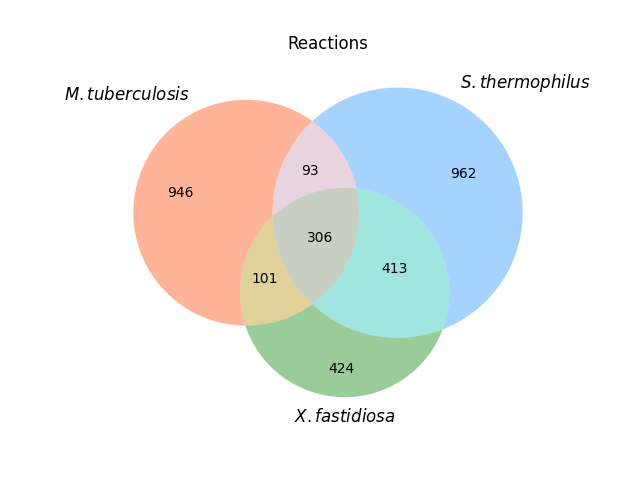 Reactions
S. thermophilus
M. tuberculosis
93
962
946
306
413
101
424
X. fastidiosa